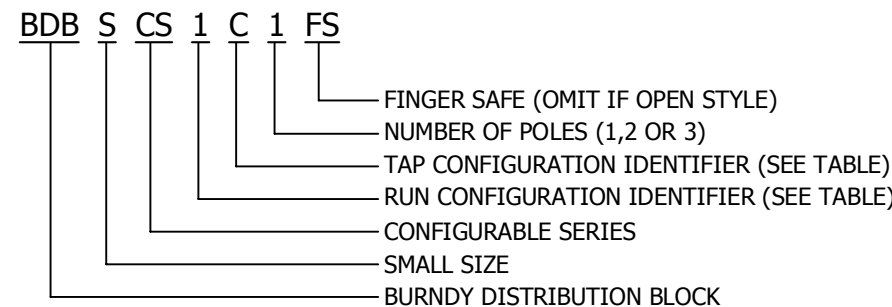 BDB S CS 1 C 1 FS
FINGER SAFE (OMIT IF OPEN STYLE)
NUMBER OF POLES (1,2 OR 3)
TAP CONFIGURATION IDENTIFIER (SEE TABLE)
RUN CONFIGURATION IDENTIFIER (SEE TABLE)
CONFIGURABLE SERIES
SMALL SIZE
BURNDY DISTRIBUTION BLOCK